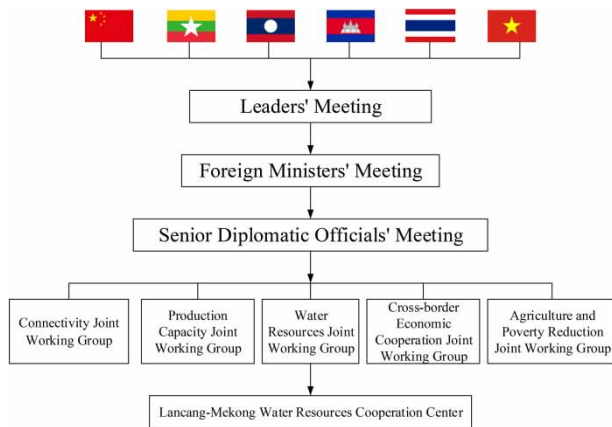 Leaders' Meeting
Foreign Ministers' Meeting
Senior Diplomatic Officials' Meeting
Connectivity Joint
Working Group
Production
Capacity Joint
Working Group
Water
Resources Joint
Working Group
Cross-border
Economic
Cooperation Joint
Working Group
Agriculture and
Poverty Reduction
Joint Working Group
Lancang-Mekong Water Resources Cooperation Center